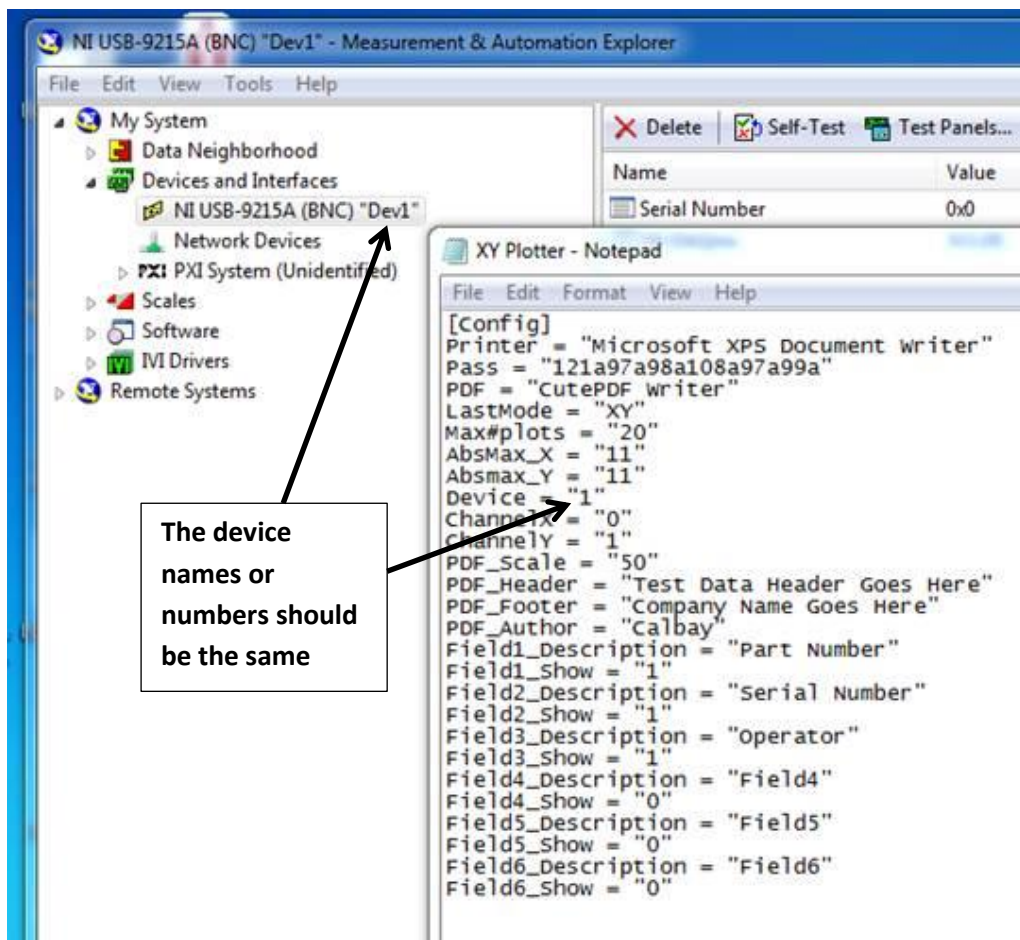 NI USB-9215A (BNC) "Dev1" - Measurement & Automation Explorer
File Edit View Tools Help
My System
Data Neighborhood
Devices and Interfaces
NI USB-9215A (BNC) "Dev1"
Network Devices
PXI PXI System (Unidentified)
Scales
Software
IVI IVI Drivers
Remote Systems
Delete Self-Test Test Panels...
Name Value
Serial Number 0x0
XY Plotter - Notepad
File Edit Format View Help
[Config]
Printer = "Microsoft XPS Document Writer"
Pass = "121a97a98a108a97a99a"
PDF = "CutePDF Writer"
LastMode = "XY"
Max#plots = "20"
AbsMax_X = "11"
Absmax_Y = "11"
Device = "1"
ChannelX = "0"
ChannelY = "1"
PDF_Scale = "50"
PDF_Header = "Test Data Header Goes Here"
PDF_Footer = "Company Name Goes Here"
PDF_Author = "Calbay"
Field1_Description = "Part Number"
Field1_Show = "1"
Field2_Description = "Serial Number"
Field2_Show = "1"
Field3_Description = "Operator"
Field3_Show = "1"
Field4_Description = "Field4"
Field4_Show = "0"
Field5_Description = "Field5"
Field5_Show = "0"
Field6_Description = "Field6"
Field6_Show = "0"
The device
names or
numbers should
be the same